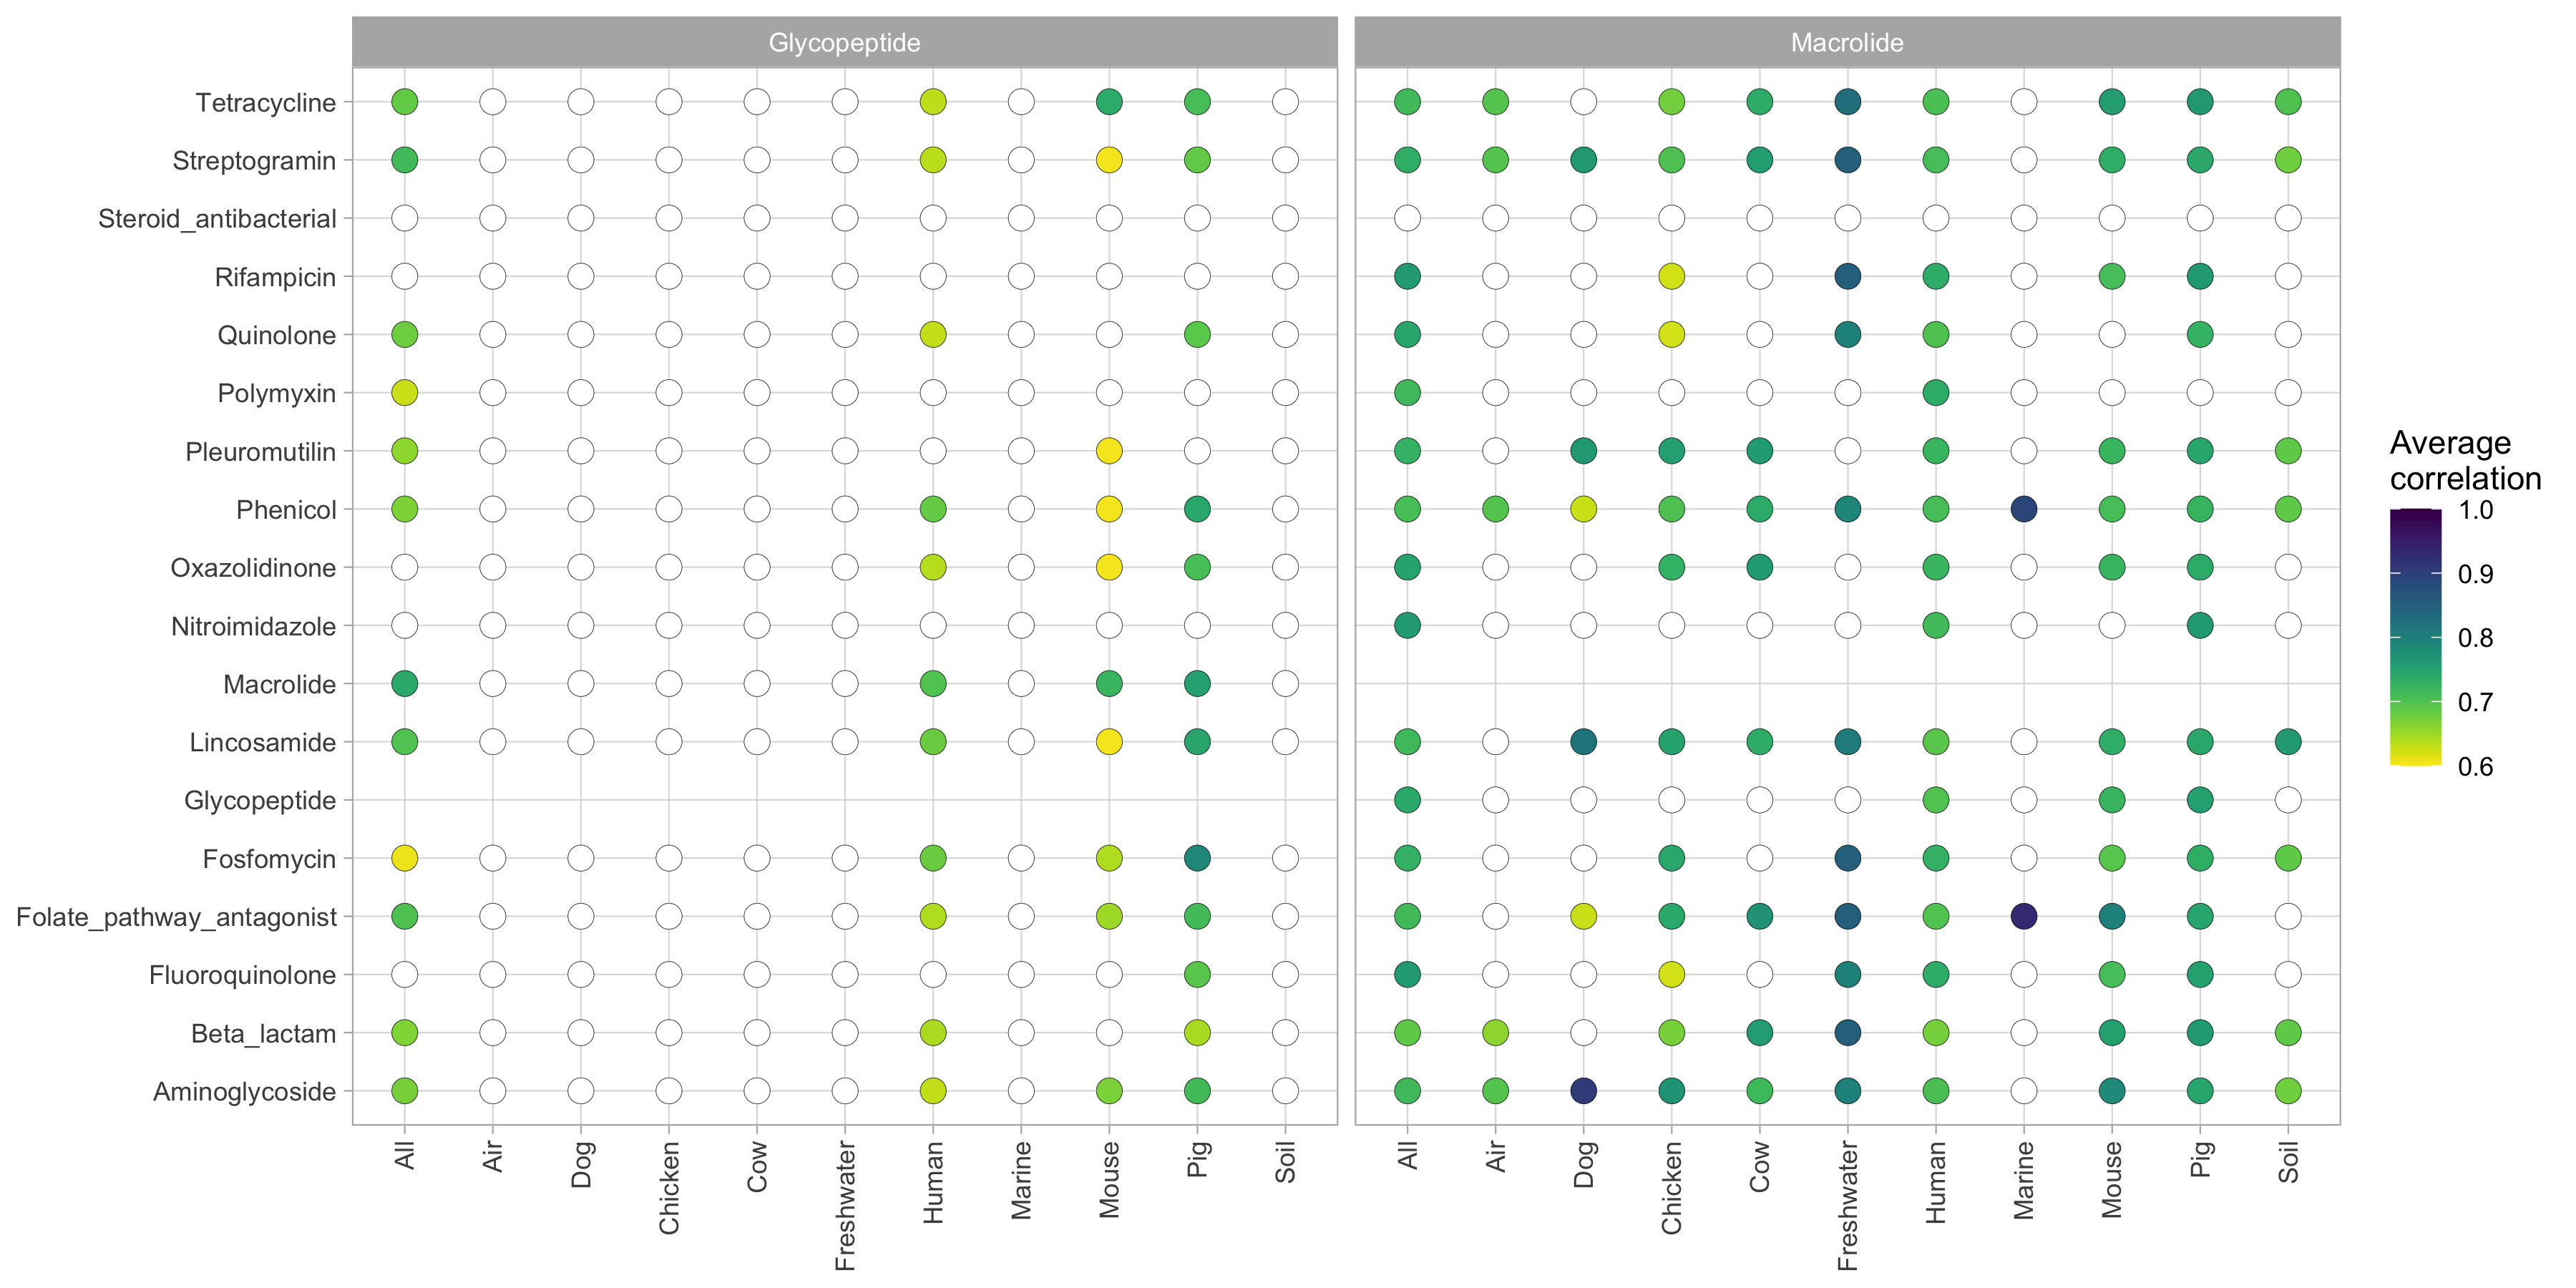 Glycopeptide
Macrolide
Tetracycline
Streptogramin
Steroid_antibacterial
Rifampicin
Quinolone
Polymyxin
Pleuromutilin
Phenicol
Oxazolidinone
Nitroimidazole
Macrolide
Lincosamide
Glycopeptide
Fosfomycin
Folate_pathway_antagonist
Fluoroquinolone
Beta_lactam
Aminoglycoside
All
Air
Dog
Chicken
Cow
Freshwater
Human
Marine
Mouse
Pig
Soil
All
Air
Dog
Chicken
Cow
Freshwater
Human
Marine
Mouse
Pig
Soil
Average
correlation
1.0
0.9
0.8
0.7
0.6